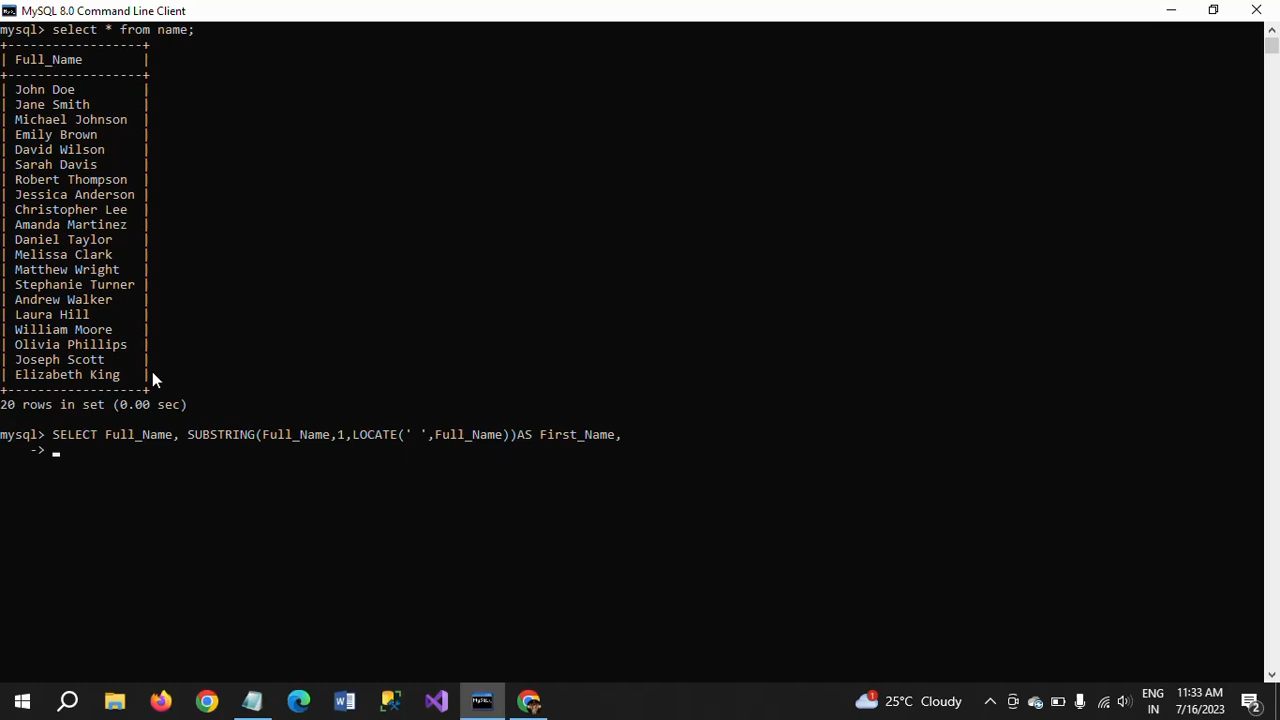 MySQL 8.0 Command Line Client
mysql> select * from name;
+------------------+
| Full_Name        |
+------------------+
| John Doe         |
| Jane Smith       |
| Michael Johnson  |
| Emily Brown      |
| David Wilson     |
| Sarah Davis      |
| Robert Thompson  |
| Jessica Anderson |
| Christopher Lee  |
| Amanda Martinez  |
| Daniel Taylor    |
| Melissa Clark    |
| Matthew Wright   |
| Stephanie Turner |
| Andrew Walker    |
| Laura Hill       |
| William Moore    |
| Olivia Phillips  |
| Joseph Scott     |
| Elizabeth King   |
+------------------+
20 rows in set (0.00 sec)
mysql> SELECT Full_Name, SUBSTRING(Full_Name,1,LOCATE(' ',Full_Name))AS First_Name,
    ->
1 25°C Cloudy
ENG
IN
11:33 AM
7/16/2023
2